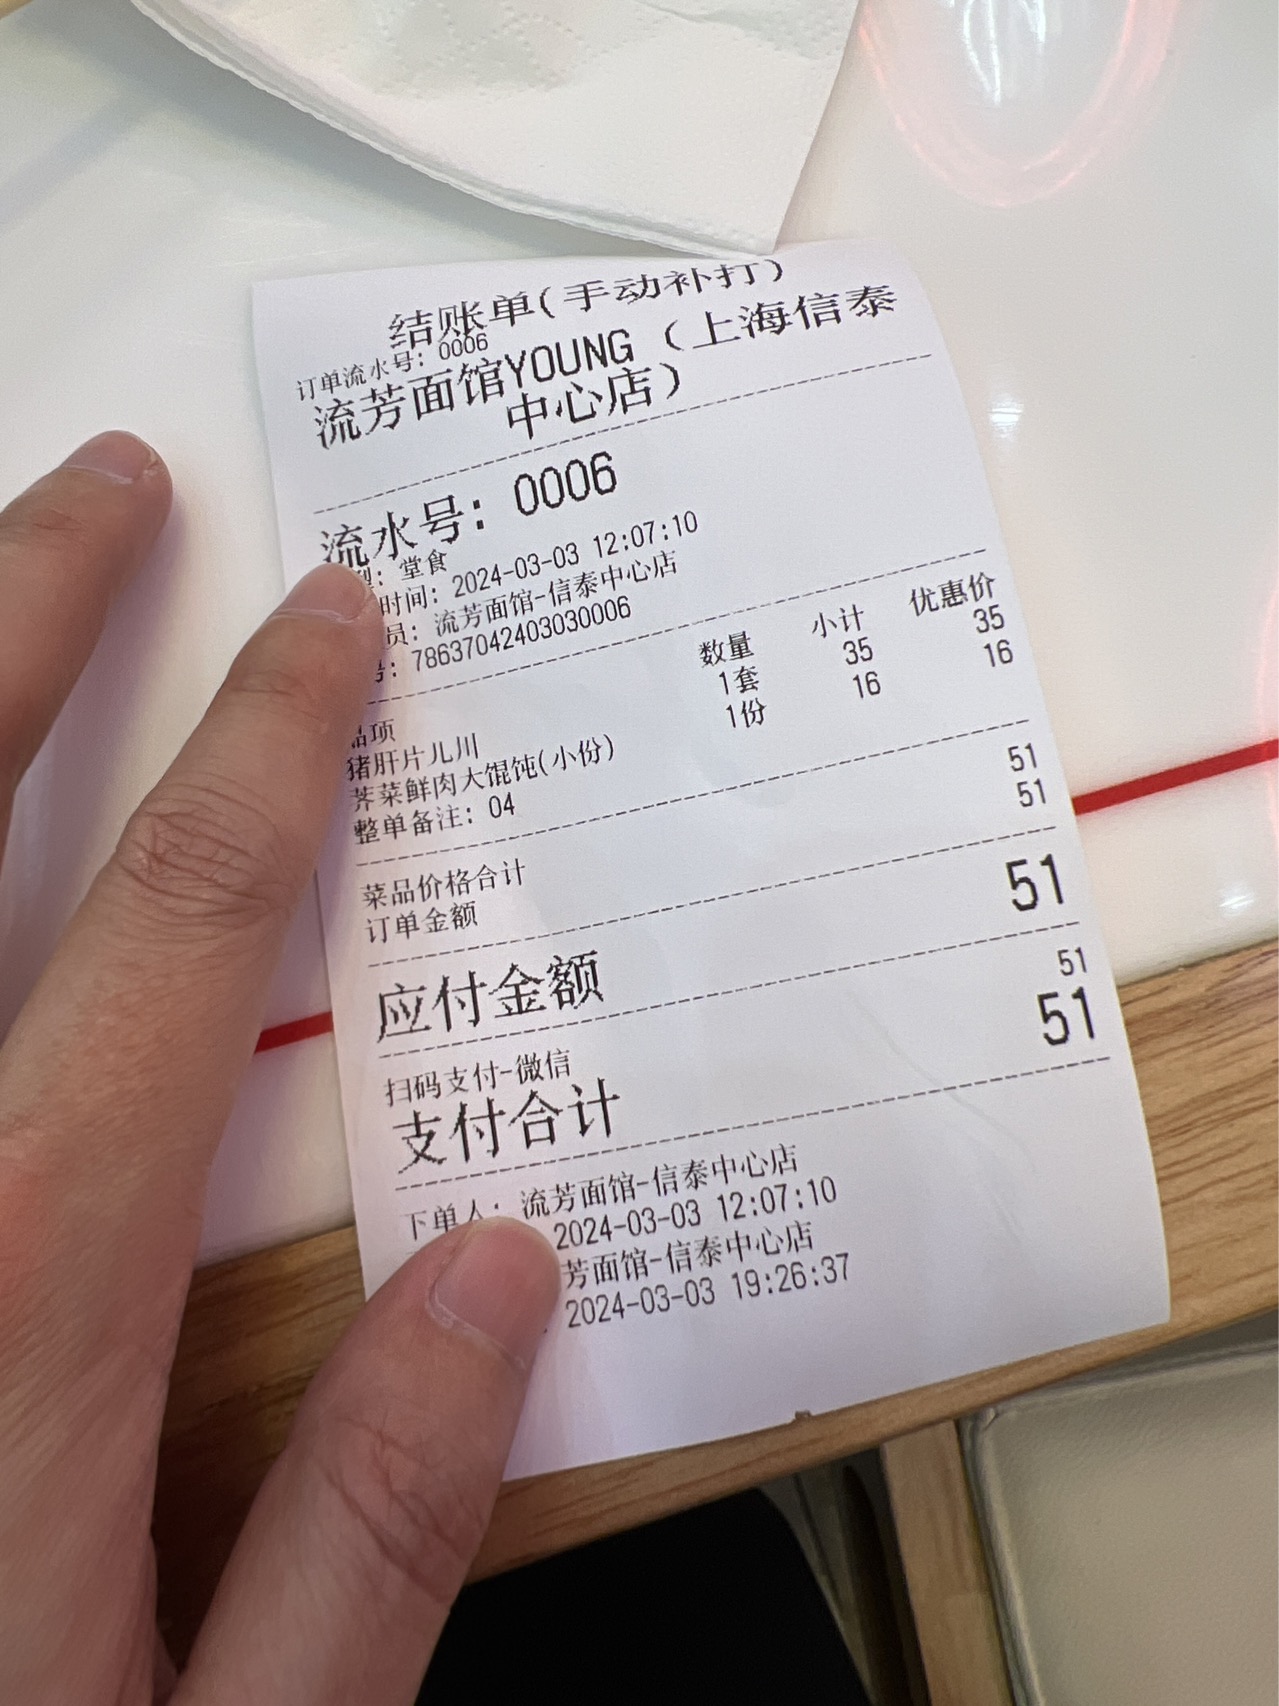 结账单(手动补打)
订单流水号: 0006
流芳面馆YOUNG (上海信泰
中心店)
流水号: 0006
型: 堂食
时间: 2024-03-03 12:07:10
员: 流芳面馆-信泰中心店
号: 78637042403030006
品项 数量 小计 优惠价
猪肝片儿川 1套 35 35
荠菜鲜肉大馄饨(小份) 1份 16 16
整单备注: 04
菜品价格合计 51
订单金额 51
应付金额 51
扫码支付-微信 51
支付合计 51
下单人: 流芳面馆-信泰中心店
2024-03-03 12:07:10
芳面馆-信泰中心店
2024-03-03 19:26:37